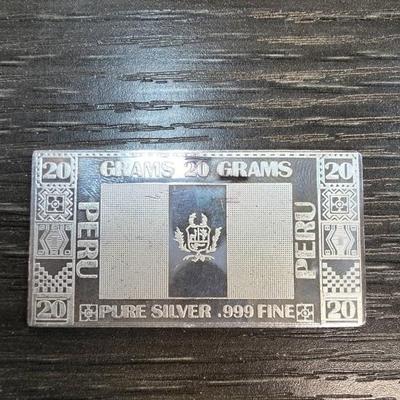 20 GRAMS 20 GRAMS 20
PERU
PERU
20 PURE SILVER .999 FINE 20